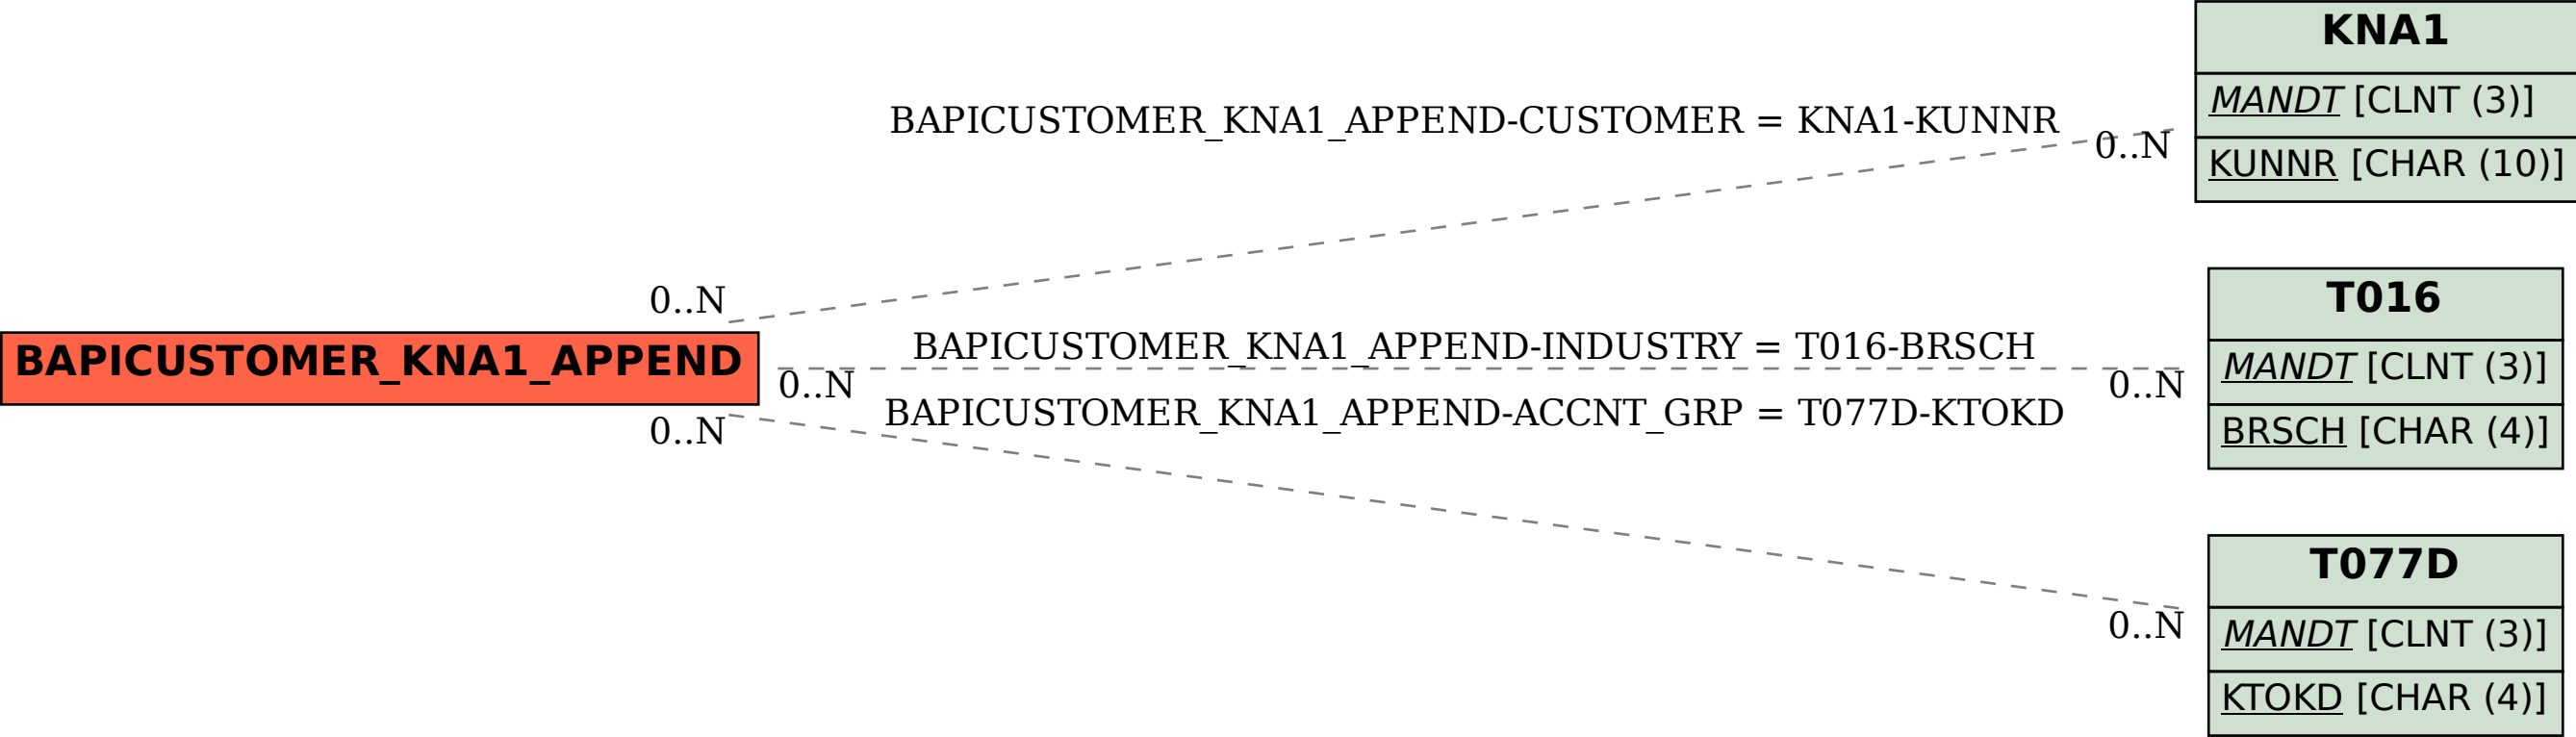 KNA1
MANDT [CLNT (3)]
KUNNR [CHAR (10)]
BAPICUSTOMER_KNA1_APPEND-CUSTOMER = KNA1-KUNNR
0..N
0..N
BAPICUSTOMER_KNA1_APPEND
BAPICUSTOMER_KNA1_APPEND-INDUSTRY = T016-BRSCH
0..N
0..N
T016
MANDT [CLNT (3)]
BRSCH [CHAR (4)]
BAPICUSTOMER_KNA1_APPEND-ACCNT_GRP = T077D-KTOKD
0..N
0..N
T077D
MANDT [CLNT (3)]
KTOKD [CHAR (4)]